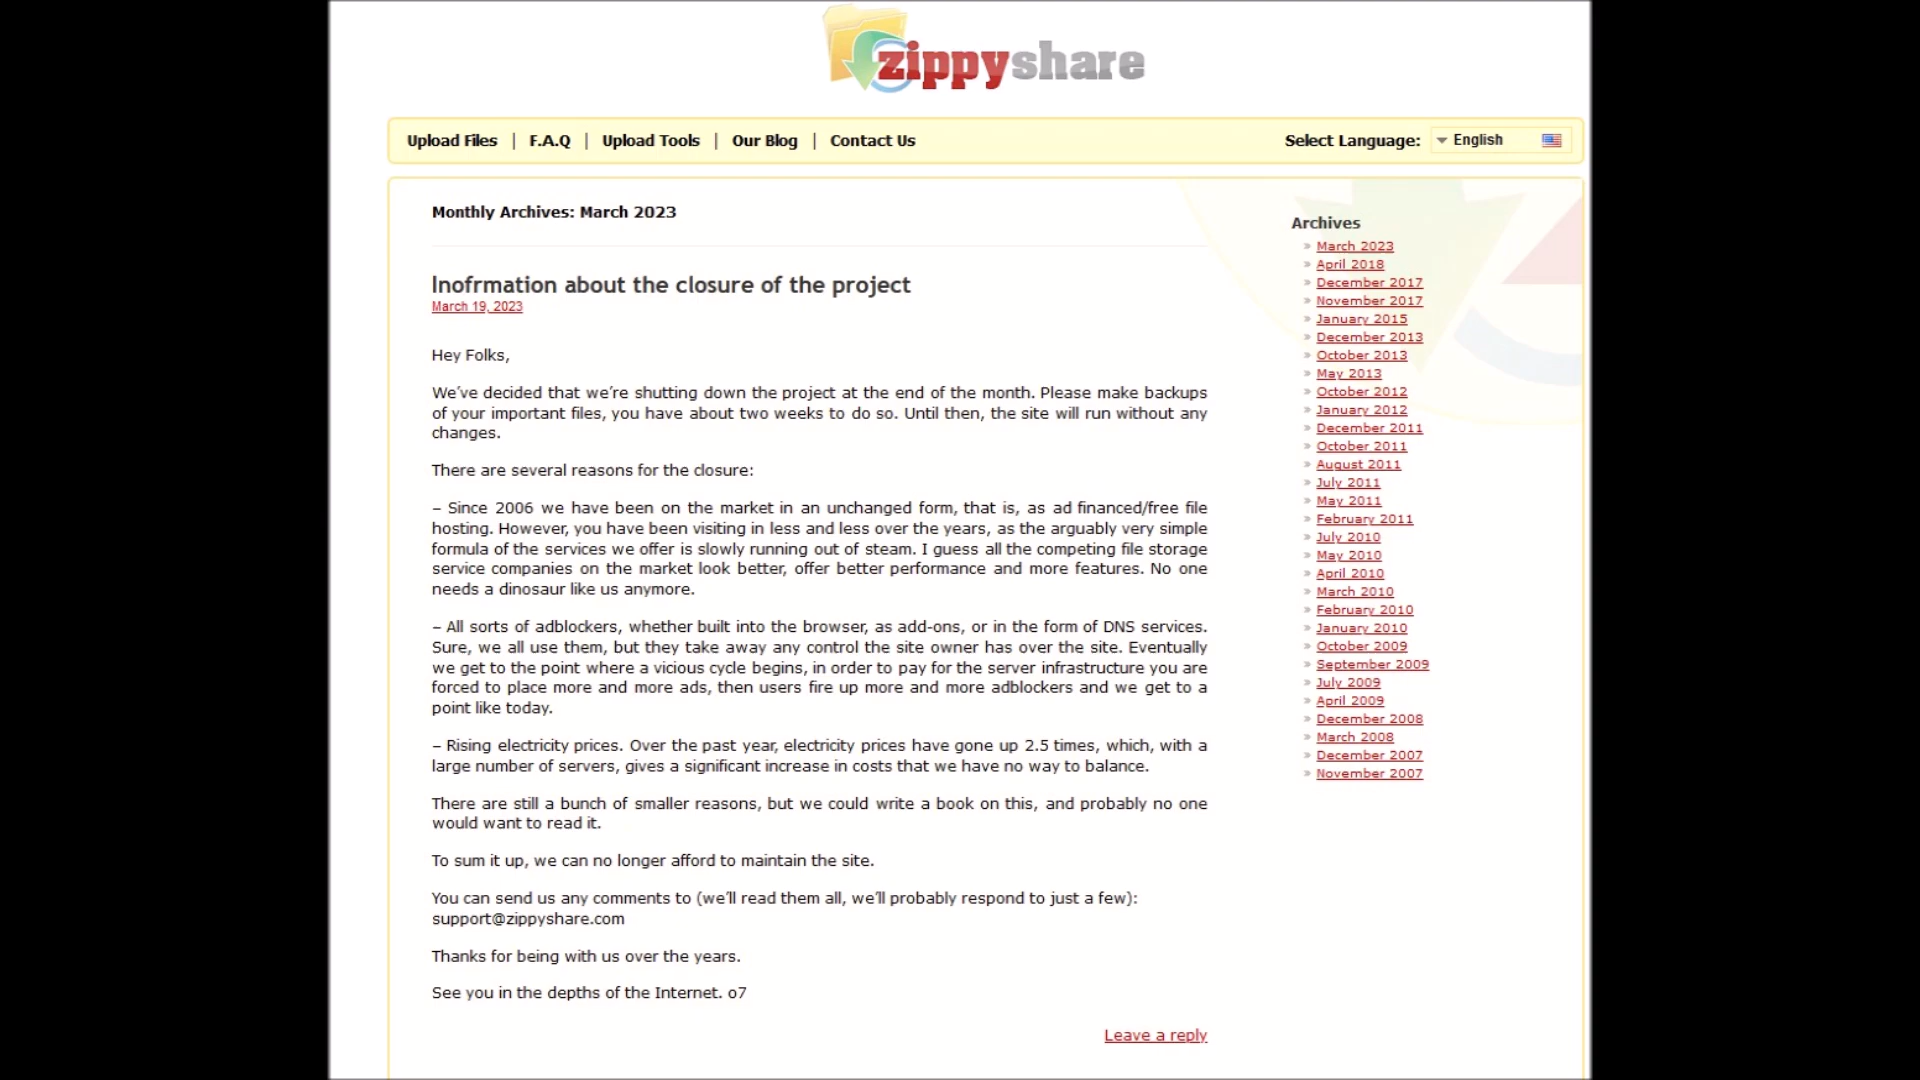 zippyshare
Upload Files | F.A.Q | Upload Tools | Our Blog | Contact Us
Select Language: English
Monthly Archives: March 2023
Inofrmation about the closure of the project
March 19, 2023
Hey Folks,
We’ve decided that we’re shutting down the project at the end of the month. Please make backups
of your important files, you have about two weeks to do so. Until then, the site will run without any
changes.
There are several reasons for the closure:
– Since 2006 we have been on the market in an unchanged form, that is, as ad financed/free file
hosting. However, you have been visiting in less and less over the years, as the arguably very simple
formula of the services we offer is slowly running out of steam. I guess all the competing file storage
service companies on the market look better, offer better performance and more features. No one
needs a dinosaur like us anymore.
– All sorts of adblockers, whether built into the browser, as add-ons, or in the form of DNS services.
Sure, we all use them, but they take away any control the site owner has over the site. Eventually
we get to the point where a vicious cycle begins, in order to pay for the server infrastructure you are
forced to place more and more ads, then users fire up more and more adblockers and we get to a
point like today.
– Rising electricity prices. Over the past year, electricity prices have gone up 2.5 times, which, with a
large number of servers, gives a significant increase in costs that we have no way to balance.
There are still a bunch of smaller reasons, but we could write a book on this, and probably no one
would want to read it.
To sum it up, we can no longer afford to maintain the site.
You can send us any comments to (we’ll read them all, we’ll probably respond to just a few):
support@zippyshare.com
Thanks for being with us over the years.
See you in the depths of the Internet. o7
Leave a reply
Archives
» March 2023
» April 2018
» December 2017
» November 2017
» January 2015
» December 2013
» October 2013
» May 2013
» October 2012
» January 2012
» December 2011
» October 2011
» August 2011
» July 2011
» May 2011
» February 2011
» July 2010
» May 2010
» April 2010
» March 2010
» February 2010
» January 2010
» October 2009
» September 2009
» July 2009
» April 2009
» December 2008
» March 2008
» December 2007
» November 2007